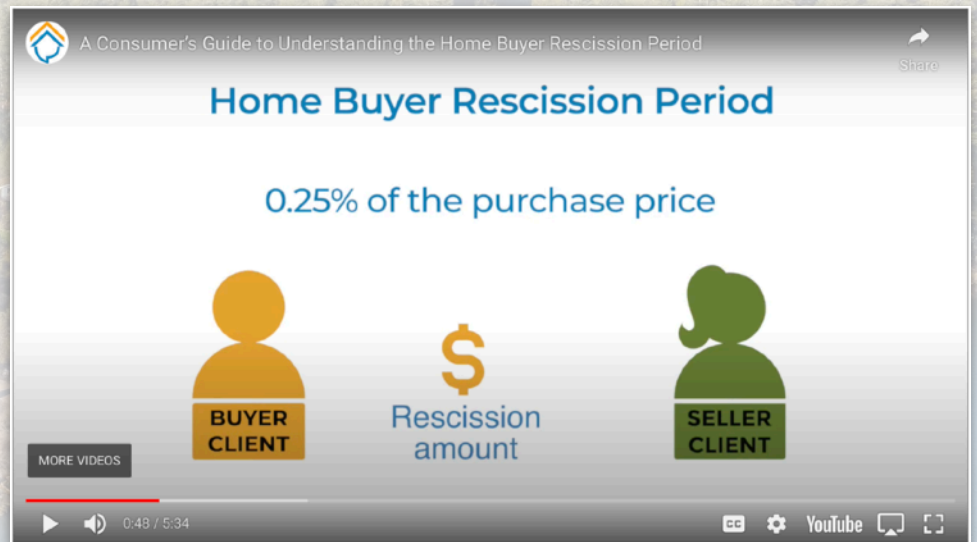 A Consumer's Guide to Understanding the Home Buyer Rescission Period
Share
Home Buyer Rescission Period
0.25% of the purchase price
$
Rescission
amount
BUYER
CLIENT
SELLER
CLIENT
MORE VIDEOS
0:48 / 5:34
CC
YouTube